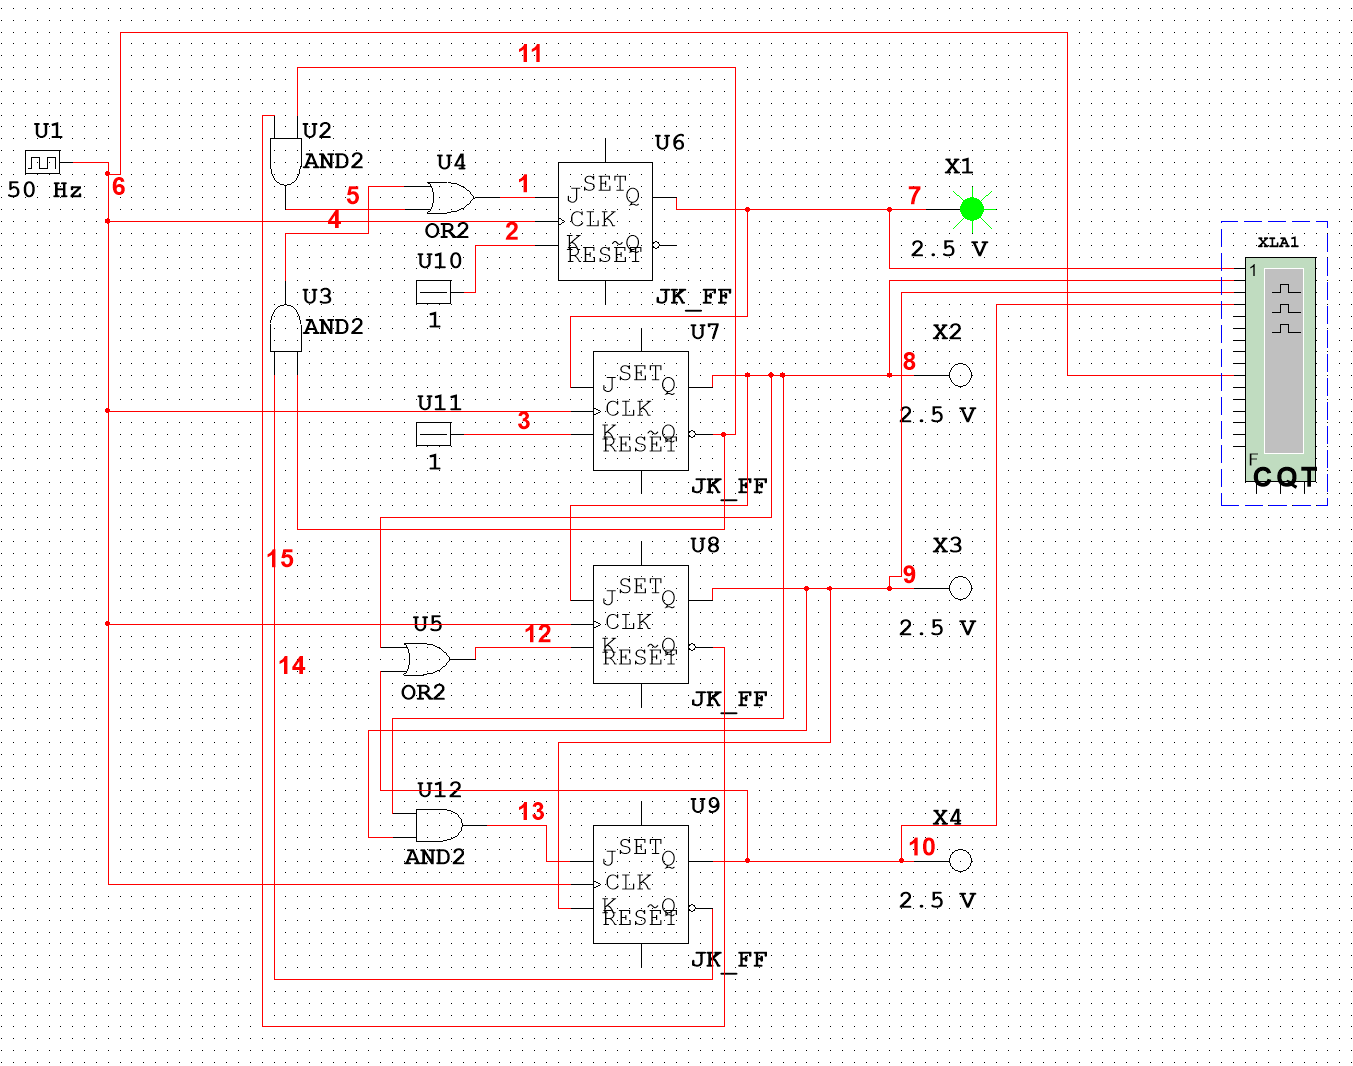 11
U1
50 Hz
6
U2
AND2
5
4
U4
OR2
1
2
U10
1
U6
SET
J
Q
CLK
K
~Q
RESET
JK_FF
7
X1
2.5 V
XLA1
1
F
C Q T
U3
AND2
U7
SET
J
Q
CLK
K
~Q
RESET
JK_FF
U11
1
3
8
X2
2.5 V
15
14
U8
SET
J
Q
CLK
K
~Q
RESET
JK_FF
U5
OR2
12
9
X3
2.5 V
U12
AND2
13
U9
SET
J
Q
CLK
K
~Q
RESET
JK_FF
X4
10
2.5 V